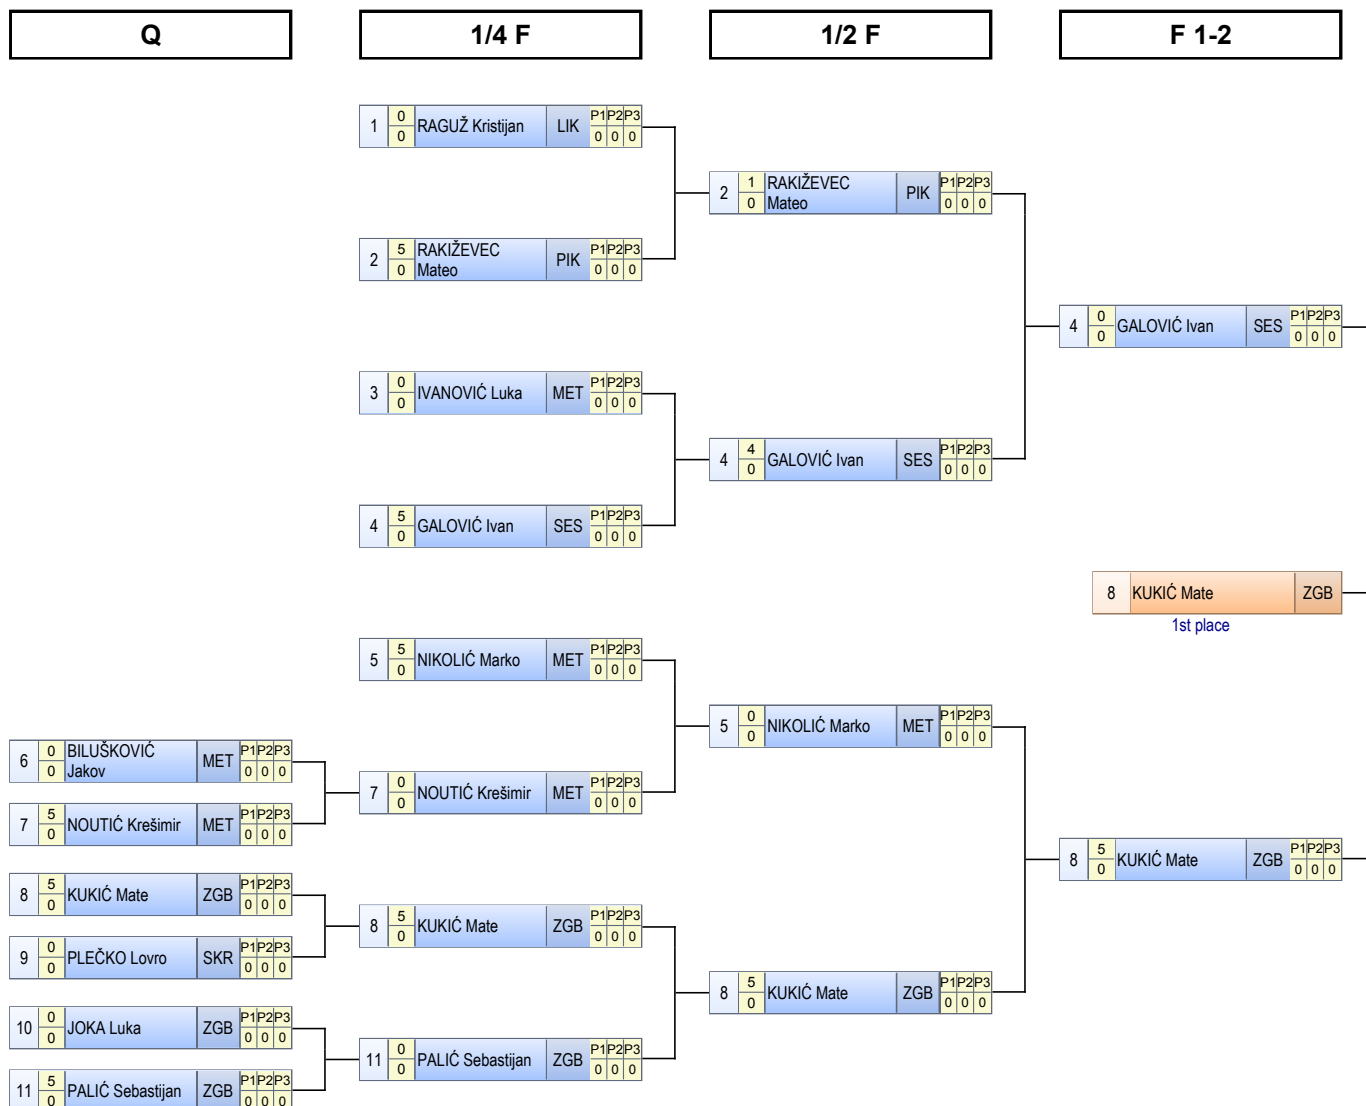 Q 1/4 F 1/2 F F 1-2
1 0 0 RAGUŽ Kristijan LIK P1 P2 P3 0 0 0
2 1 0 RAKIŽEVEC Mateo PIK P1 P2 P3 0 0 0
2 5 0 RAKIŽEVEC Mateo PIK P1 P2 P3 0 0 0
4 0 0 GALOVIĆ Ivan SES P1 P2 P3 0 0 0
3 0 0 IVANOVIĆ Luka MET P1 P2 P3 0 0 0
4 4 0 GALOVIĆ Ivan SES P1 P2 P3 0 0 0
4 5 0 GALOVIĆ Ivan SES P1 P2 P3 0 0 0
8 KUKIĆ Mate ZGB
1st place
5 5 0 NIKOLIĆ Marko MET P1 P2 P3 0 0 0
5 0 0 NIKOLIĆ Marko MET P1 P2 P3 0 0 0
6 0 0 BILUŠKOVIĆ Jakov MET P1 P2 P3 0 0 0
7 0 0 NOUTIĆ Krešimir MET P1 P2 P3 0 0 0
7 5 0 NOUTIĆ Krešimir MET P1 P2 P3 0 0 0
8 5 0 KUKIĆ Mate ZGB P1 P2 P3 0 0 0
8 5 0 KUKIĆ Mate ZGB P1 P2 P3 0 0 0
8 5 0 KUKIĆ Mate ZGB P1 P2 P3 0 0 0
9 0 0 PLEČKO Lovro SKR P1 P2 P3 0 0 0
8 5 0 KUKIĆ Mate ZGB P1 P2 P3 0 0 0
10 0 0 JOKA Luka ZGB P1 P2 P3 0 0 0
11 0 0 PALIĆ Sebastijan ZGB P1 P2 P3 0 0 0
11 5 0 PALIĆ Sebastijan ZGB P1 P2 P3 0 0 0